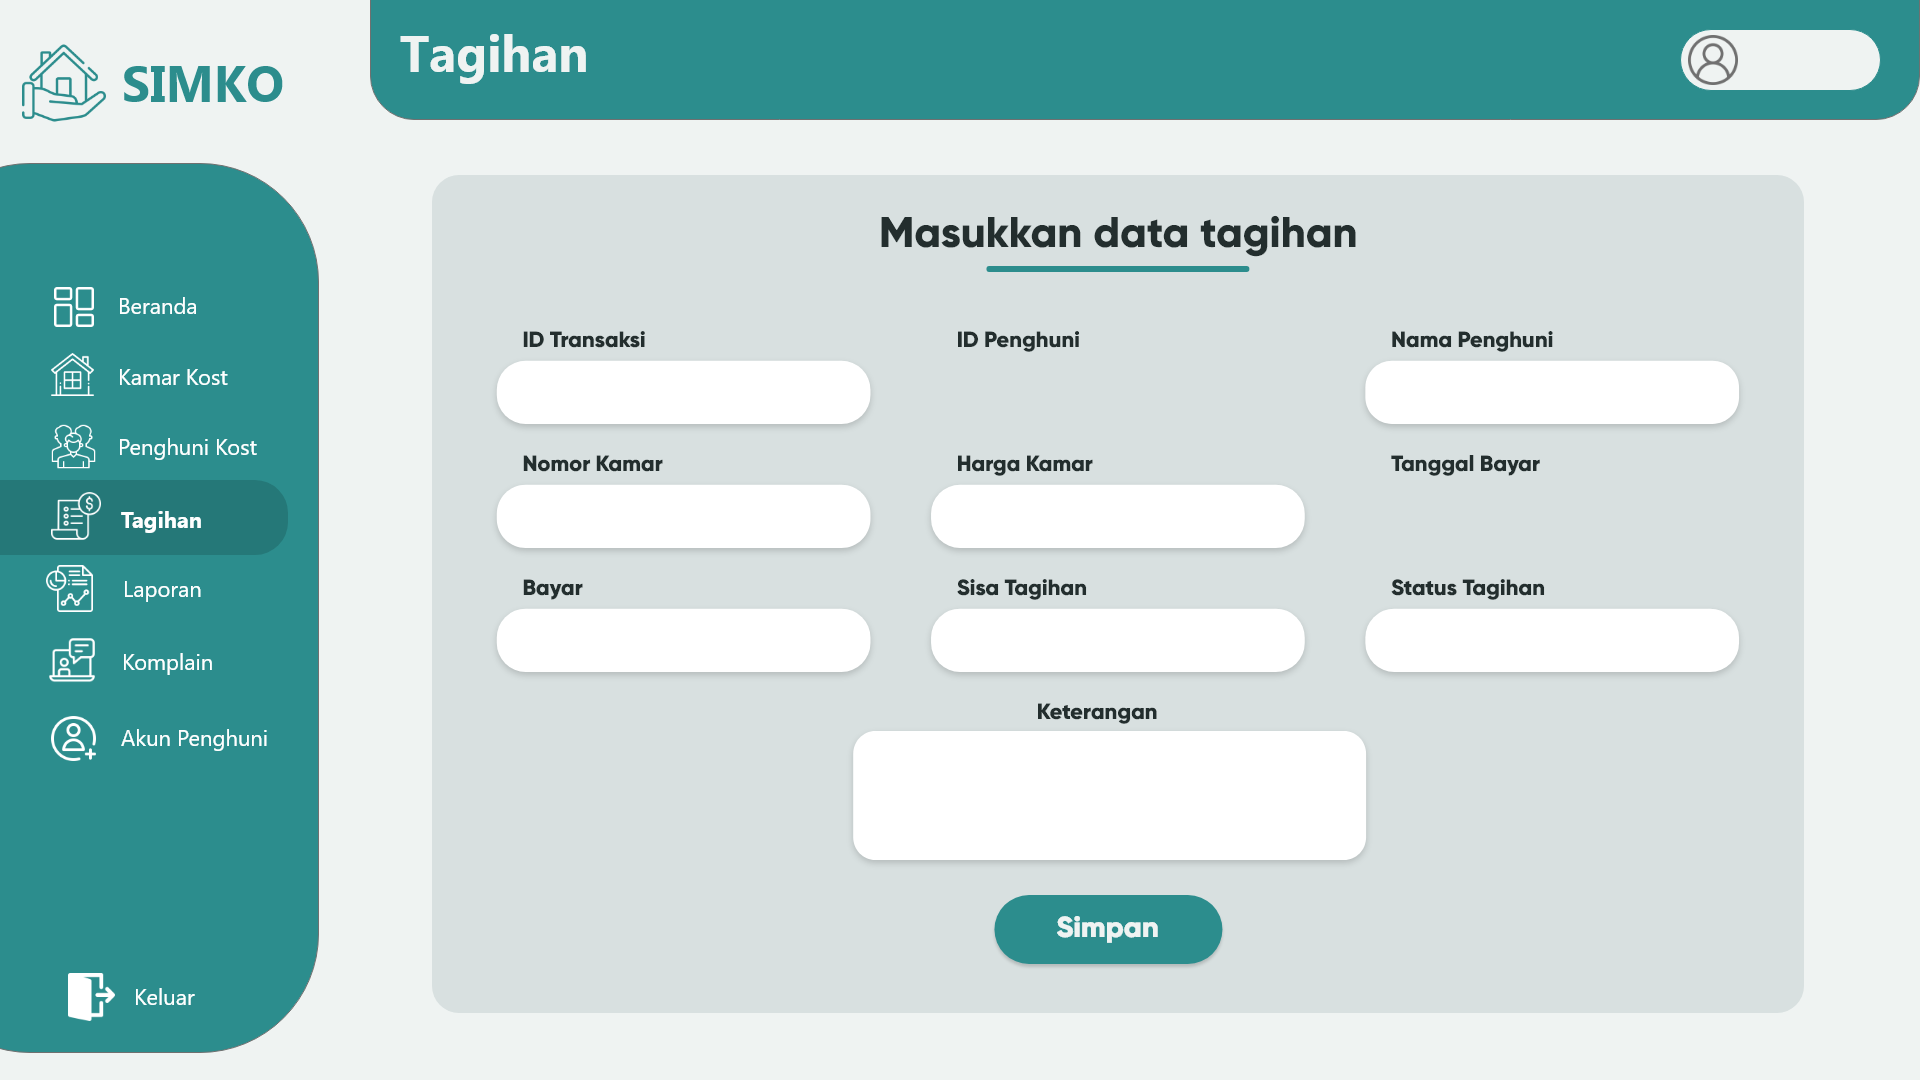 SIMKO
Tagihan
Beranda
Kamar Kost
Penghuni Kost
Tagihan
Laporan
Komplain
Akun Penghuni
Keluar
Masukkan data tagihan
ID Transaksi
ID Penghuni
Nama Penghuni
Nomor Kamar
Harga Kamar
Tanggal Bayar
Bayar
Sisa Tagihan
Status Tagihan
Keterangan
Simpan